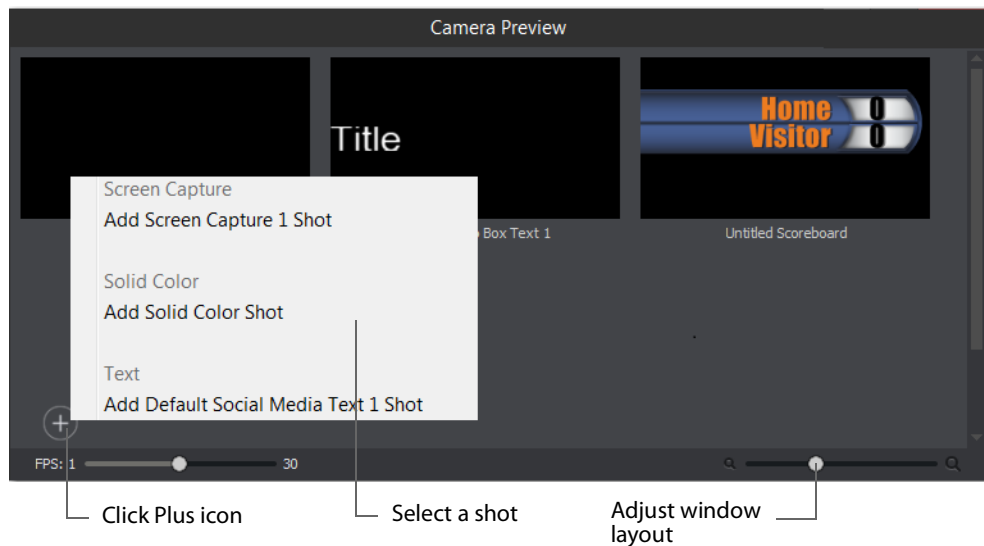 Camera Preview
Title
Home 0
Visitor 0
Box Text 1
Untitled Scoreboard
Screen Capture
Add Screen Capture 1 Shot
Solid Color
Add Solid Color Shot
Text
Add Default Social Media Text 1 Shot
FPS: 1
30
Click Plus icon
Select a shot
Adjust window
layout